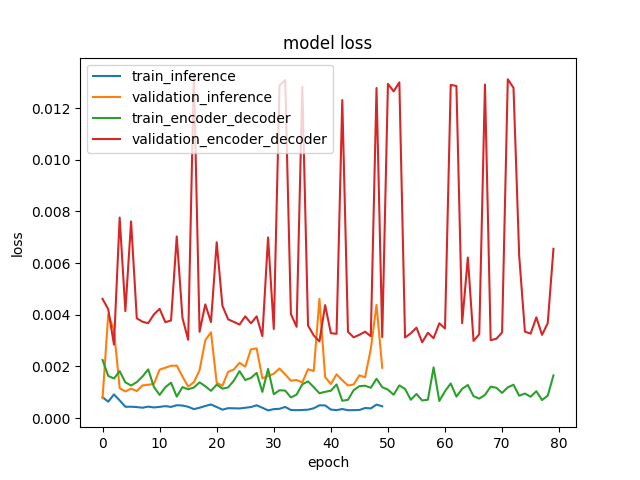 model loss
train_inference
validation_inference
train_encoder_decoder
validation_encoder_decoder
0.012
0.010
0.008
0.006
0.004
0.002
0.000
loss
0 10 20 30 40 50 60 70 80
epoch